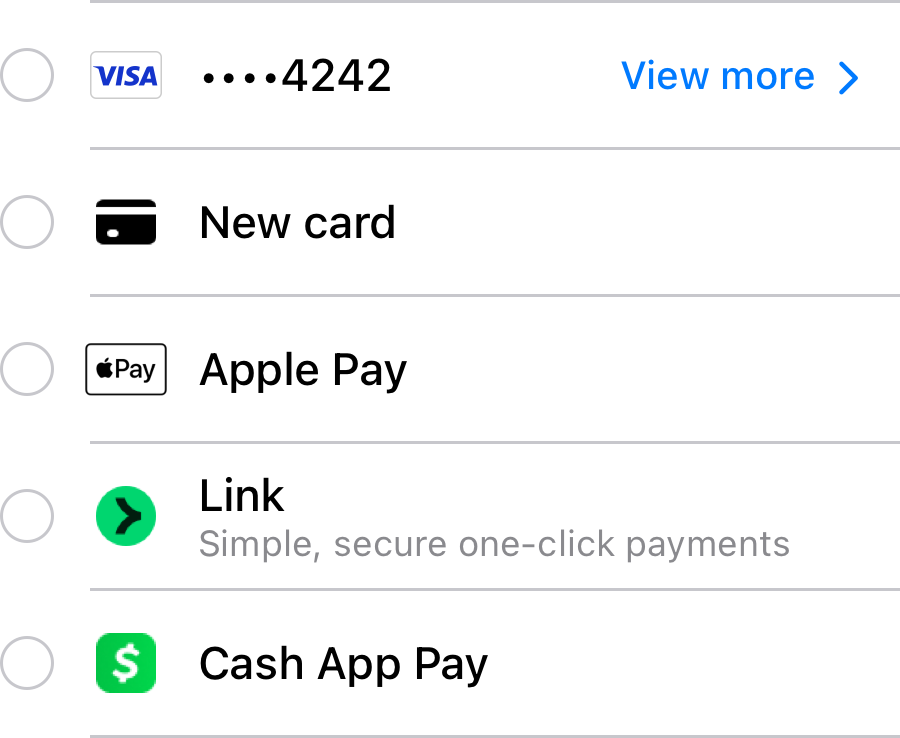 VISA ••••4242 View more
New card
Pay Apple Pay
Link
Simple, secure one-click payments
$ Cash App Pay